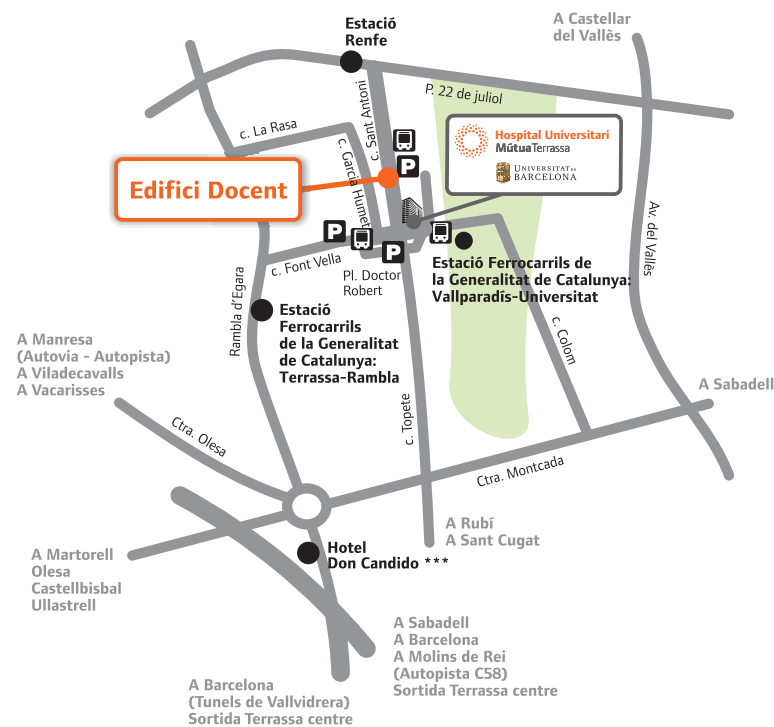 Estació
Renfe
A Castellar
del Vallès
P. 22 de juliol
c. Sant Antoni
c. La Rasa
c. Garcia Humet
P
Hospital Universitari
MútuaTerrassa
UNIVERSITAT DE
BARCELONA
Edifici Docent
Av. del Vallès
P
P
c. Font Vella
Pl. Doctor
Robert
Estació Ferrocarrils de
la Generalitat de Catalunya:
Vallparadís-Universitat
Rambla d'Egara
Estació
Ferrocarrils
de la Generalitat
de Catalunya:
Terrassa-Rambla
c. Colom
A Manresa
(Autovia - Autopista)
A Viladecavalls
A Vacarisses
A Sabadell
c. Topete
Ctra. Olesa
Ctra. Montcada
A Rubí
A Sant Cugat
Hotel
Don Candido ***
A Martorell
Olesa
Castellbisbal
Ullastrell
A Sabadell
A Barcelona
A Molins de Rei
(Autopista C58)
Sortida Terrassa centre
A Barcelona
(Tunels de Vallvidrera)
Sortida Terrassa centre